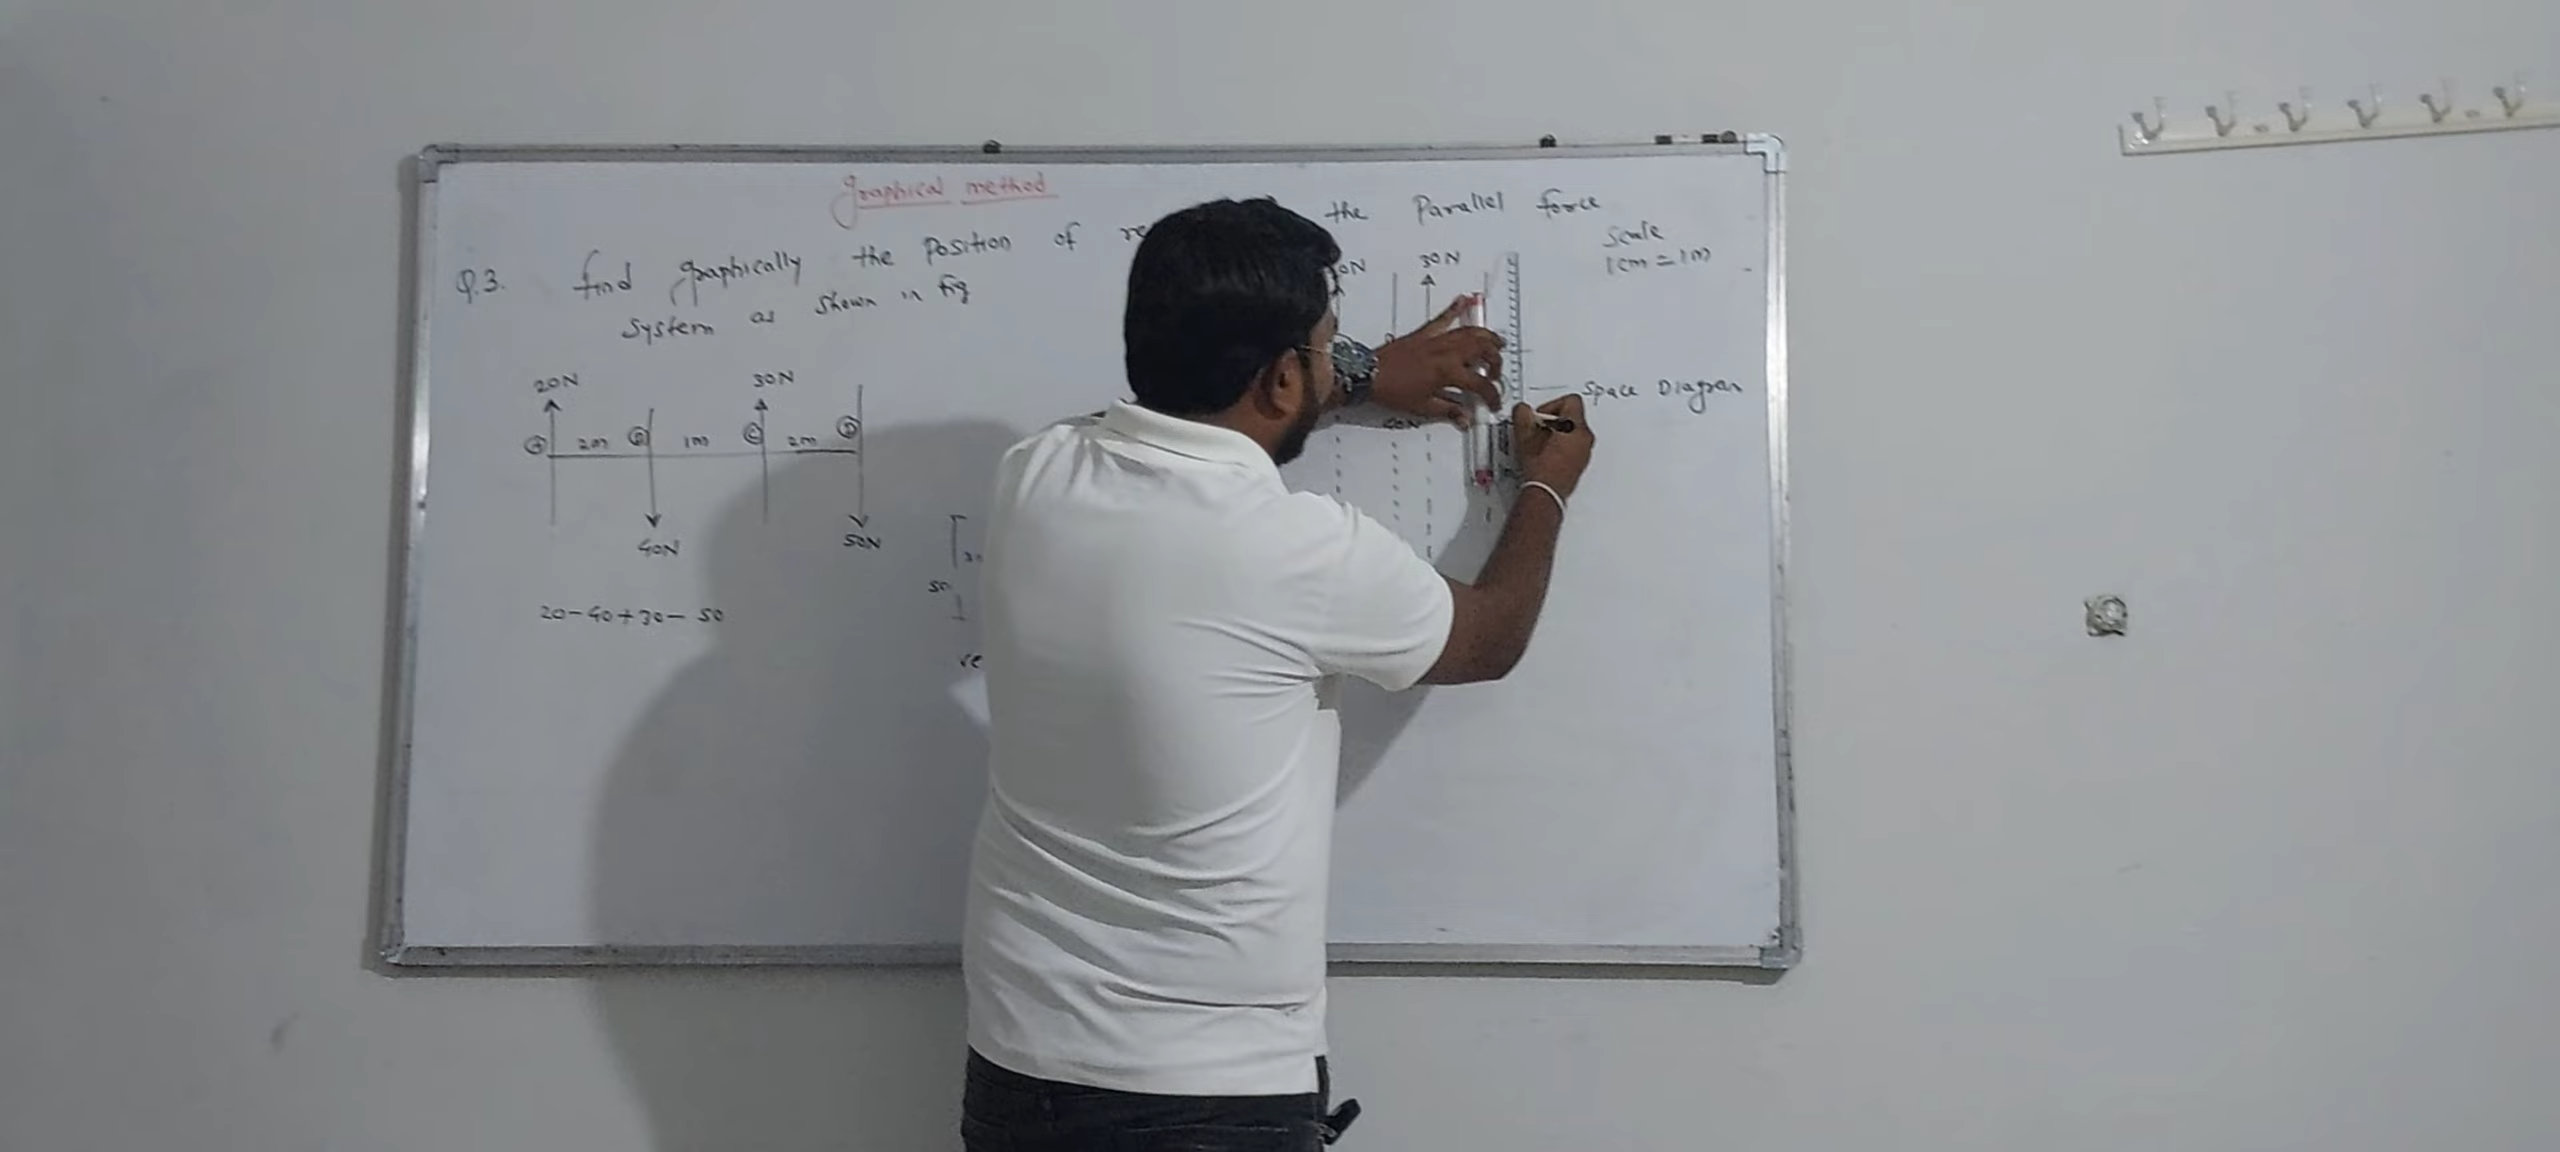 Graphical method
Q.3. find graphically the Position of the Parallel force
System as shown in fig
Scale
1cm = 1m
20N 30N
A 2m B 1m C 2m D
40N 50N
20-40+30-50
30N
40N
Space Diagram